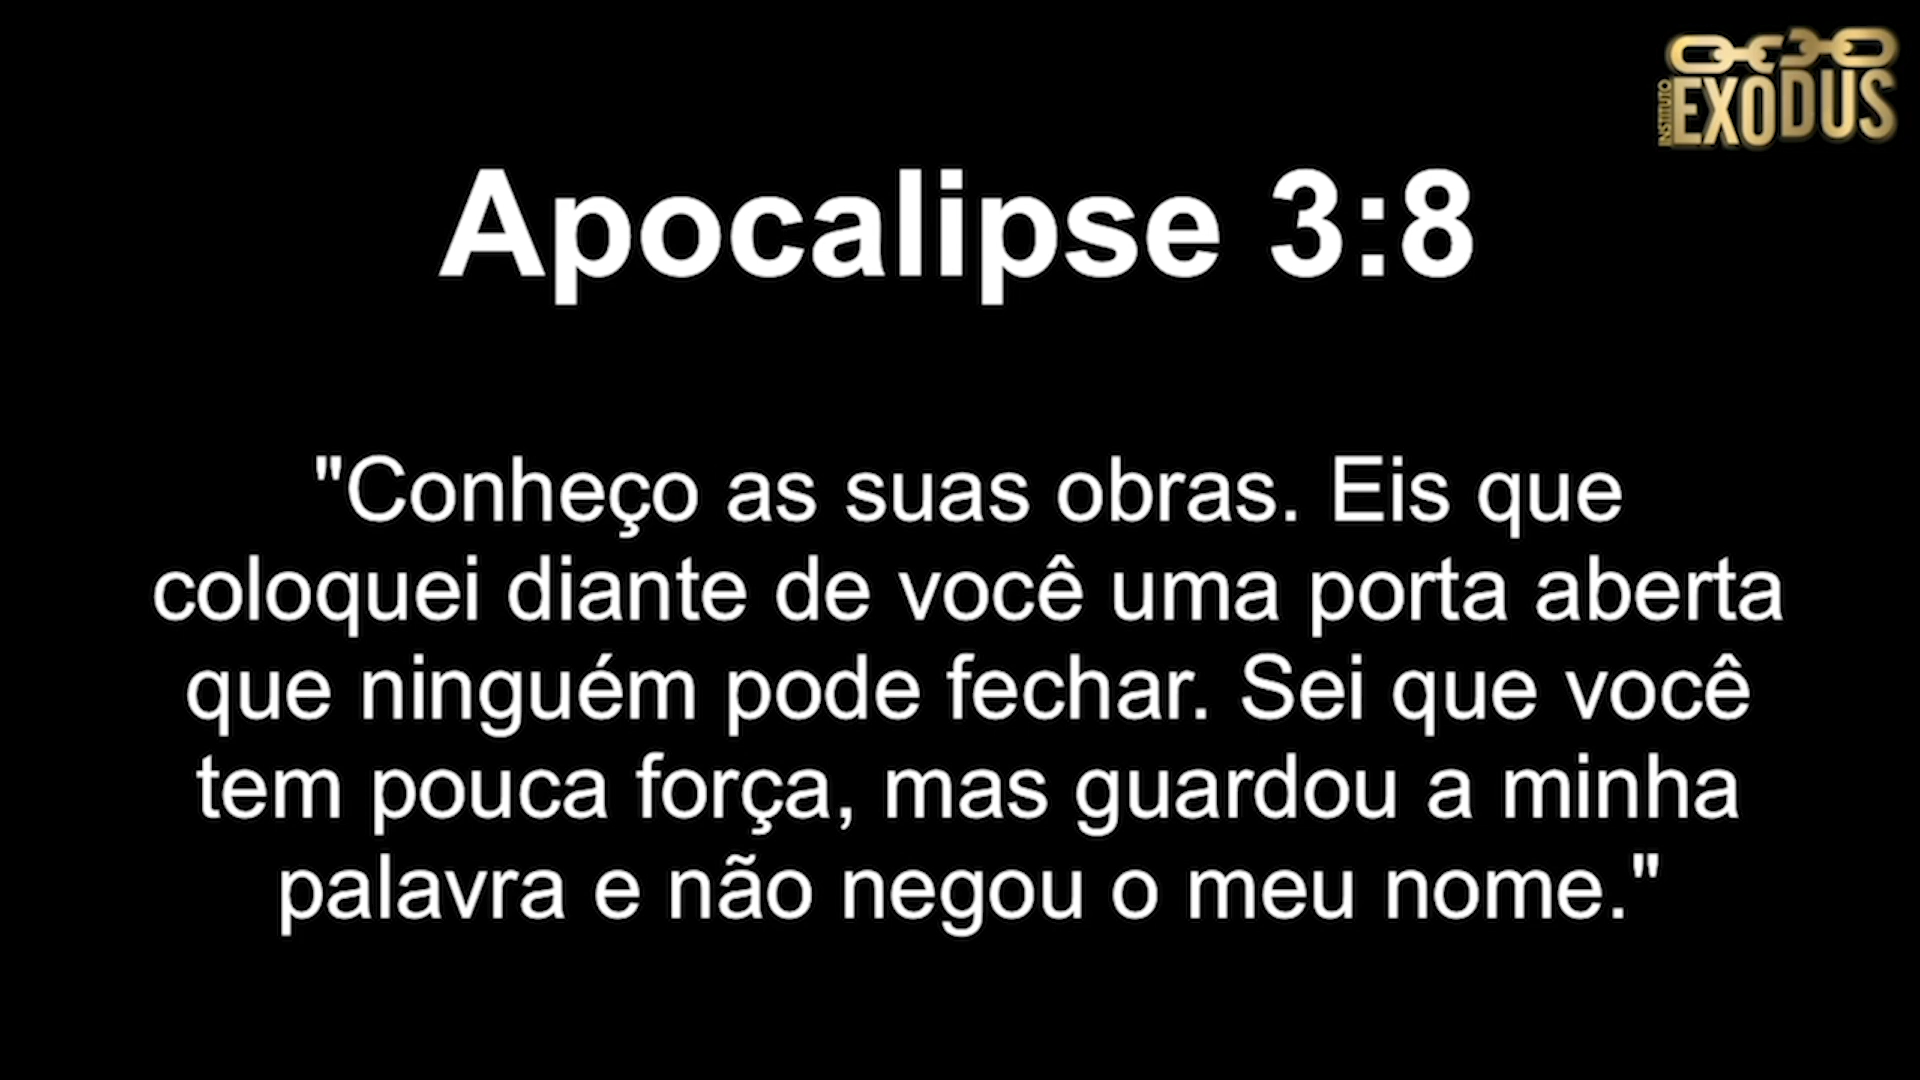 INSTITUTO
EXODUS
Apocalipse 3:8
"Conheço as suas obras. Eis que
coloquei diante de você uma porta aberta
que ninguém pode fechar. Sei que você
tem pouca força, mas guardou a minha
palavra e não negou o meu nome."